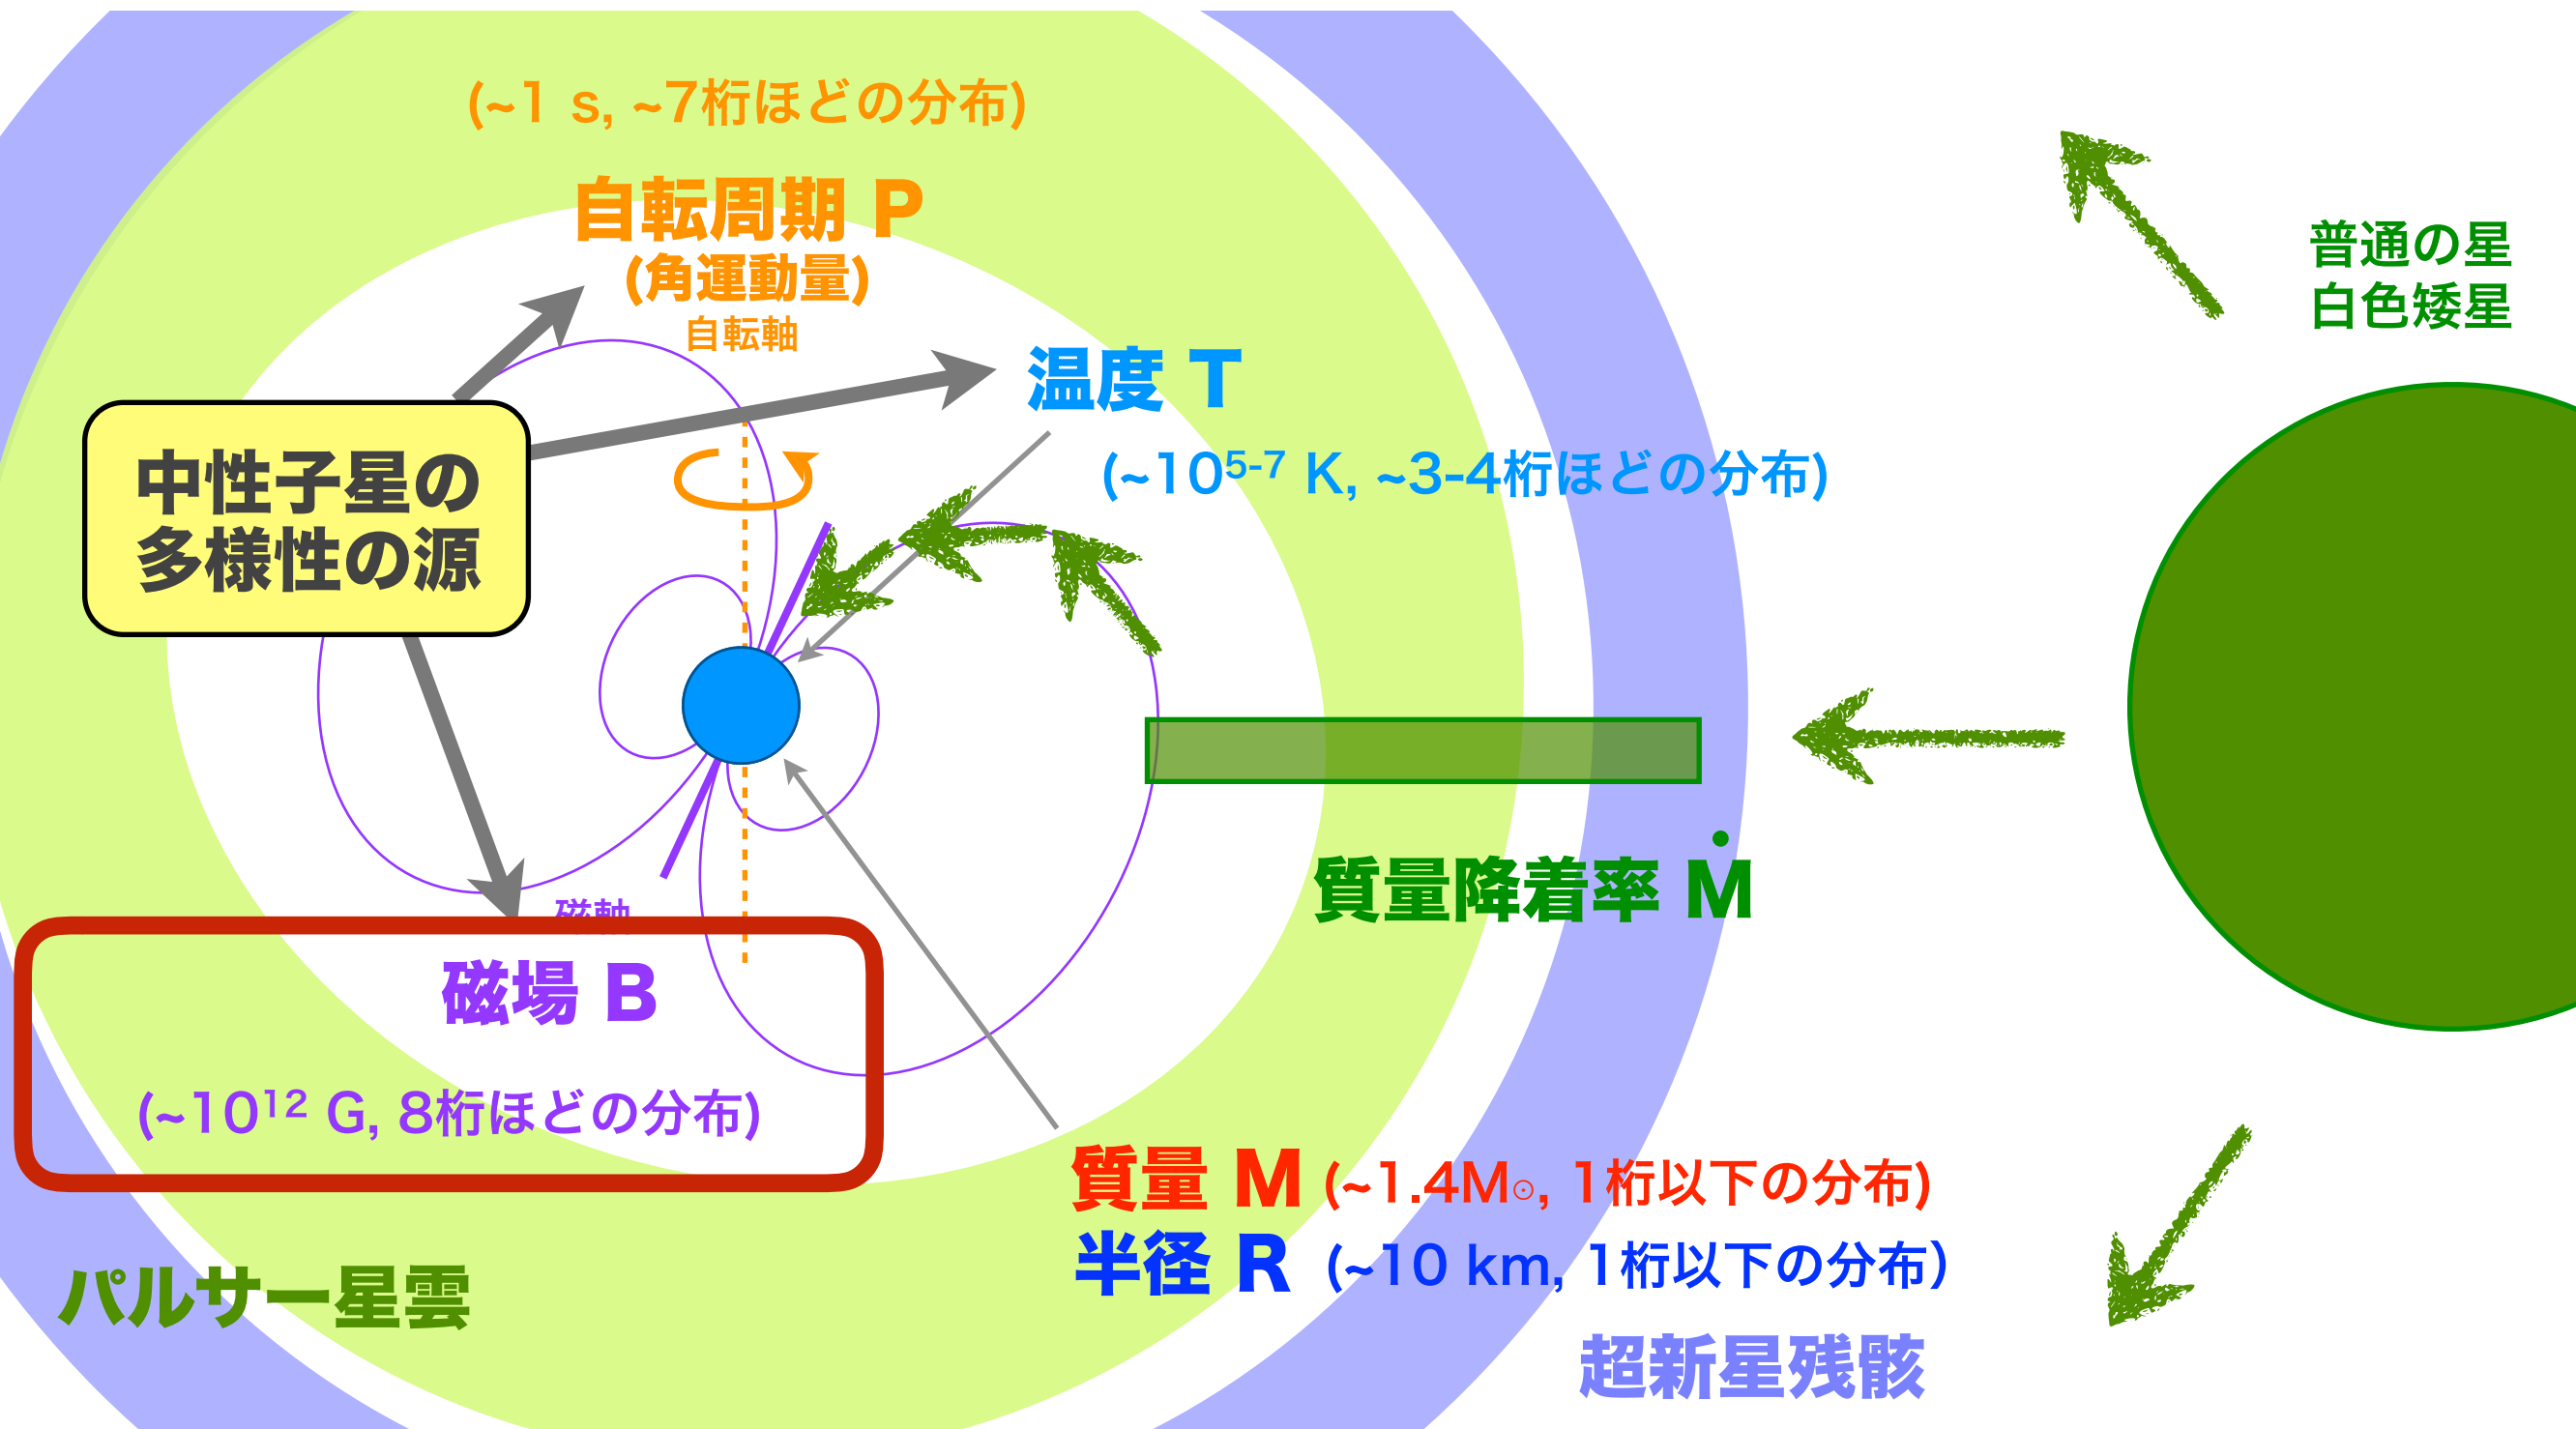 (~1 s, ~7桁ほどの分布)
自転周期 P
(角運動量)
自転軸
普通の星
白色矮星
温度 T
(~10⁵⁻⁷ K, ~3-4桁ほどの分布)
中性子星の
多様性の源
質量降着率 Ṁ
磁軸
磁場 B
(~10¹² G, 8桁ほどの分布)
質量 M (~1.4M☉, 1桁以下の分布)
半径 R (~10 km, 1桁以下の分布)
パルサー星雲
超新星残骸